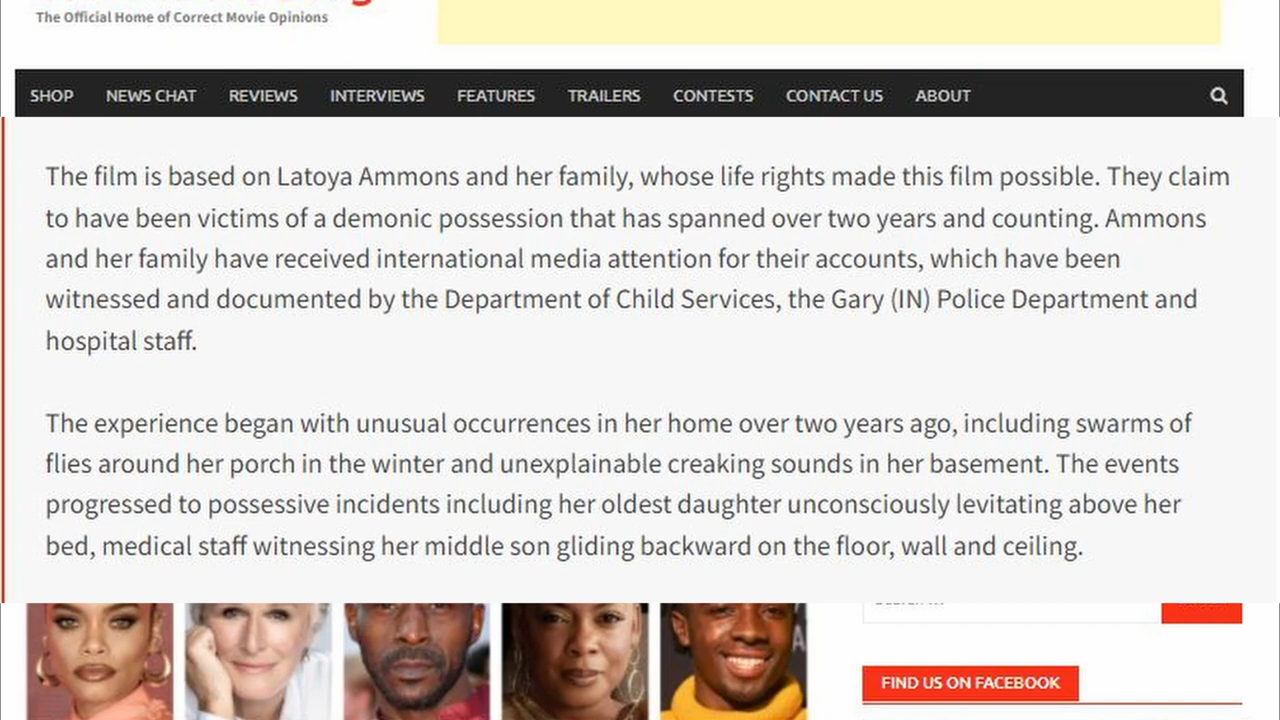 The Official Home of Correct Movie Opinions
SHOP NEWS CHAT REVIEWS INTERVIEWS FEATURES TRAILERS CONTESTS CONTACT US ABOUT
The film is based on Latoya Ammons and her family, whose life rights made this film possible. They claim
to have been victims of a demonic possession that has spanned over two years and counting. Ammons
and her family have received international media attention for their accounts, which have been
witnessed and documented by the Department of Child Services, the Gary (IN) Police Department and
hospital staff.
The experience began with unusual occurrences in her home over two years ago, including swarms of
flies around her porch in the winter and unexplainable creaking sounds in her basement. The events
progressed to possessive incidents including her oldest daughter unconsciously levitating above her
bed, medical staff witnessing her middle son gliding backward on the floor, wall and ceiling.
FIND US ON FACEBOOK